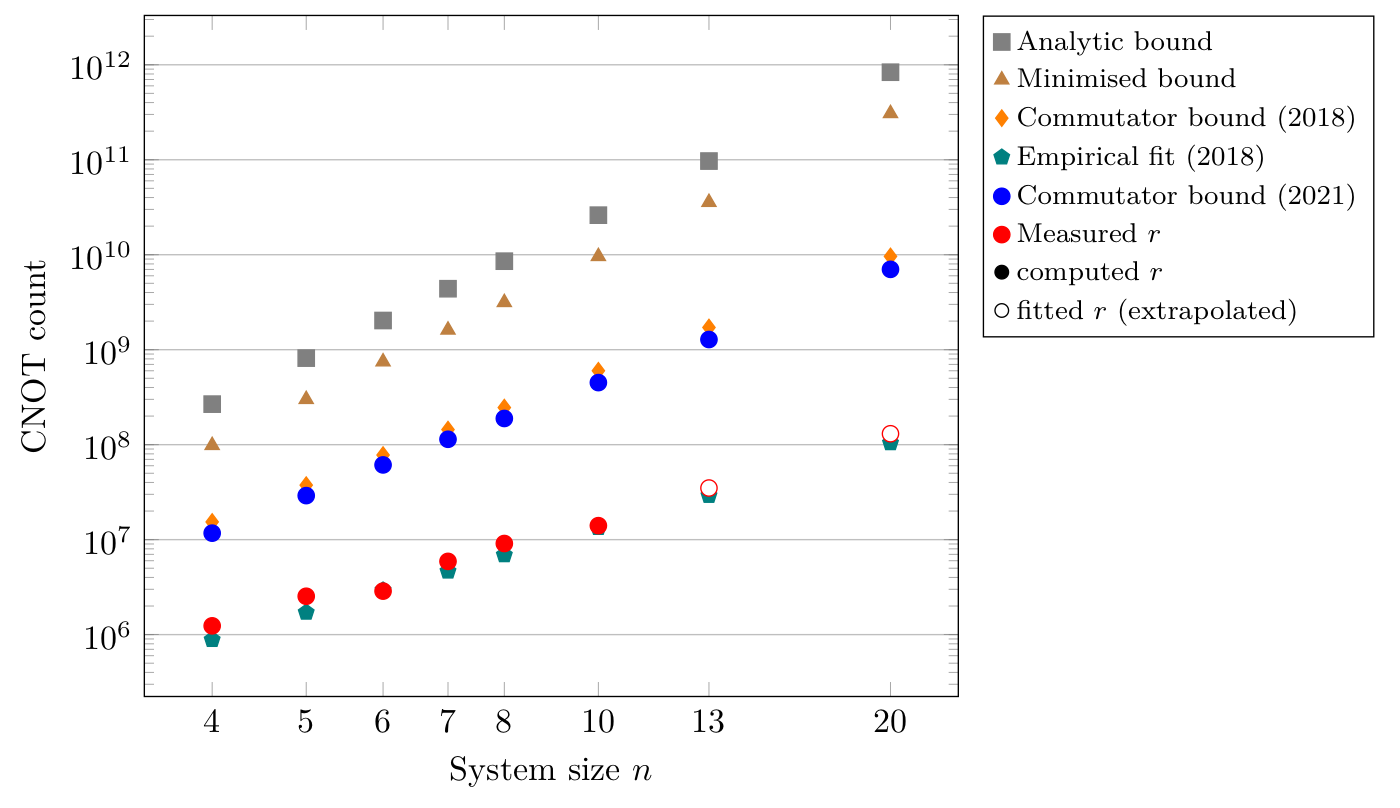 10^12
10^11
10^10
10^9
10^8
10^7
10^6
CNOT count
4 5 6 7 8 10 13 20
System size n
Analytic bound
Minimised bound
Commutator bound (2018)
Empirical fit (2018)
Commutator bound (2021)
Measured r
computed r
fitted r (extrapolated)